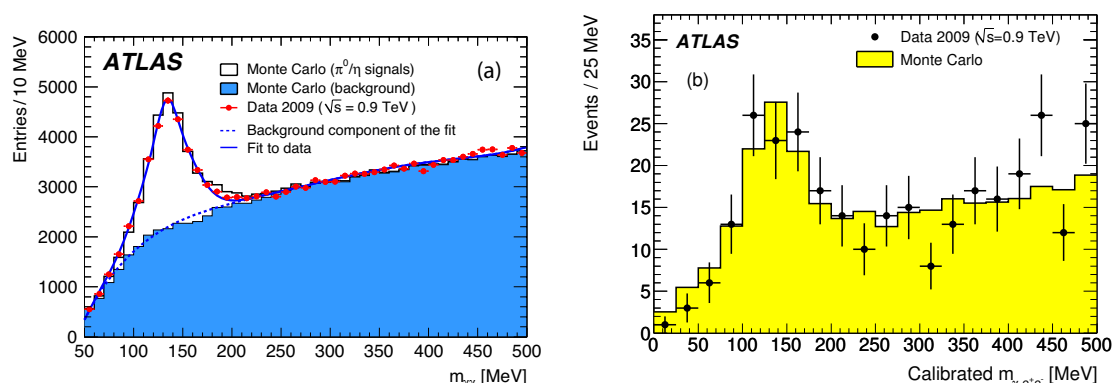 ATLAS
(a)
Monte Carlo (π⁰/η signals)
Monte Carlo (background)
Data 2009 (√s = 0.9 TeV)
Background component of the fit
Fit to data
Entries / 10 MeV
6000
5000
4000
3000
2000
1000
0
50 100 150 200 250 300 350 400 450 500
[MeV]
ATLAS
(b)
Data 2009 (√s=0.9 TeV)
Monte Carlo
Events / 25 MeV
35
30
25
20
15
10
5
0
0 50 100 150 200 250 300 350 400 450 500
Calibrated m [MeV]